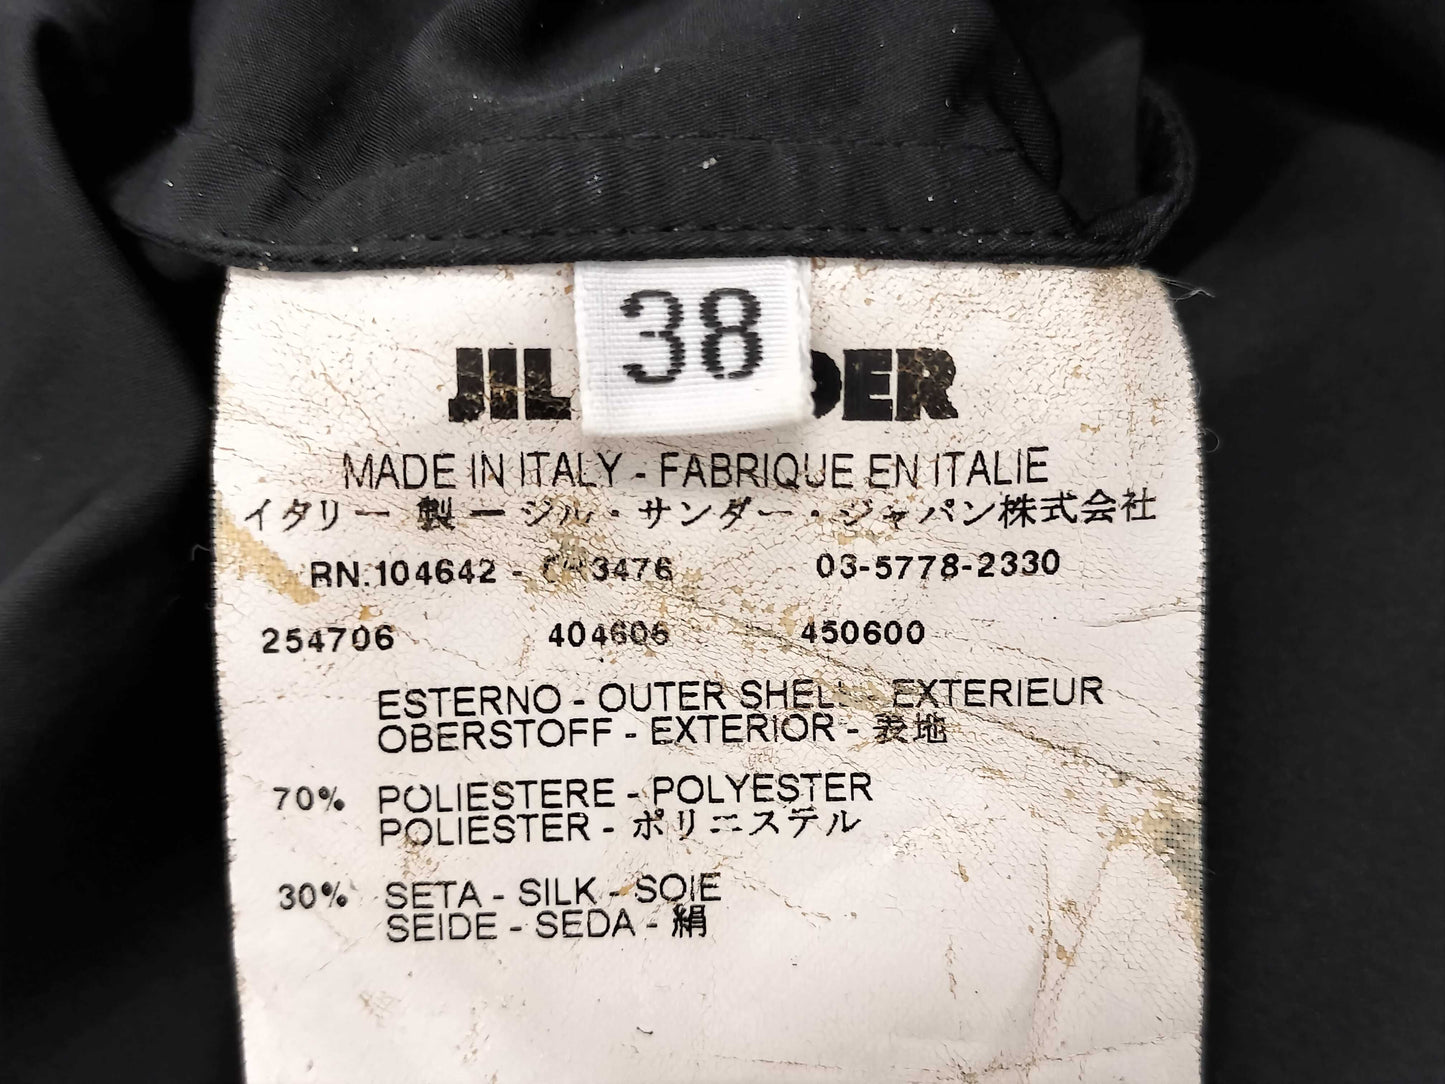 38
JIL DER
MADE IN ITALY - FABRIQUE EN ITALIE
イタリー 製 ー ジル・サンダー・ジャパン株式会社
RN.104642 - 3476 03-5778-2330
254706 404606 450600
ESTERNO - OUTER SHELL - EXTERIEUR
OBERSTOFF - EXTERIOR - 表地
70% POLIESTERE - POLYESTER
POLIESTER - ポリエステル
30% SETA - SILK - SOIE
SEIDE - SEDA - 絹